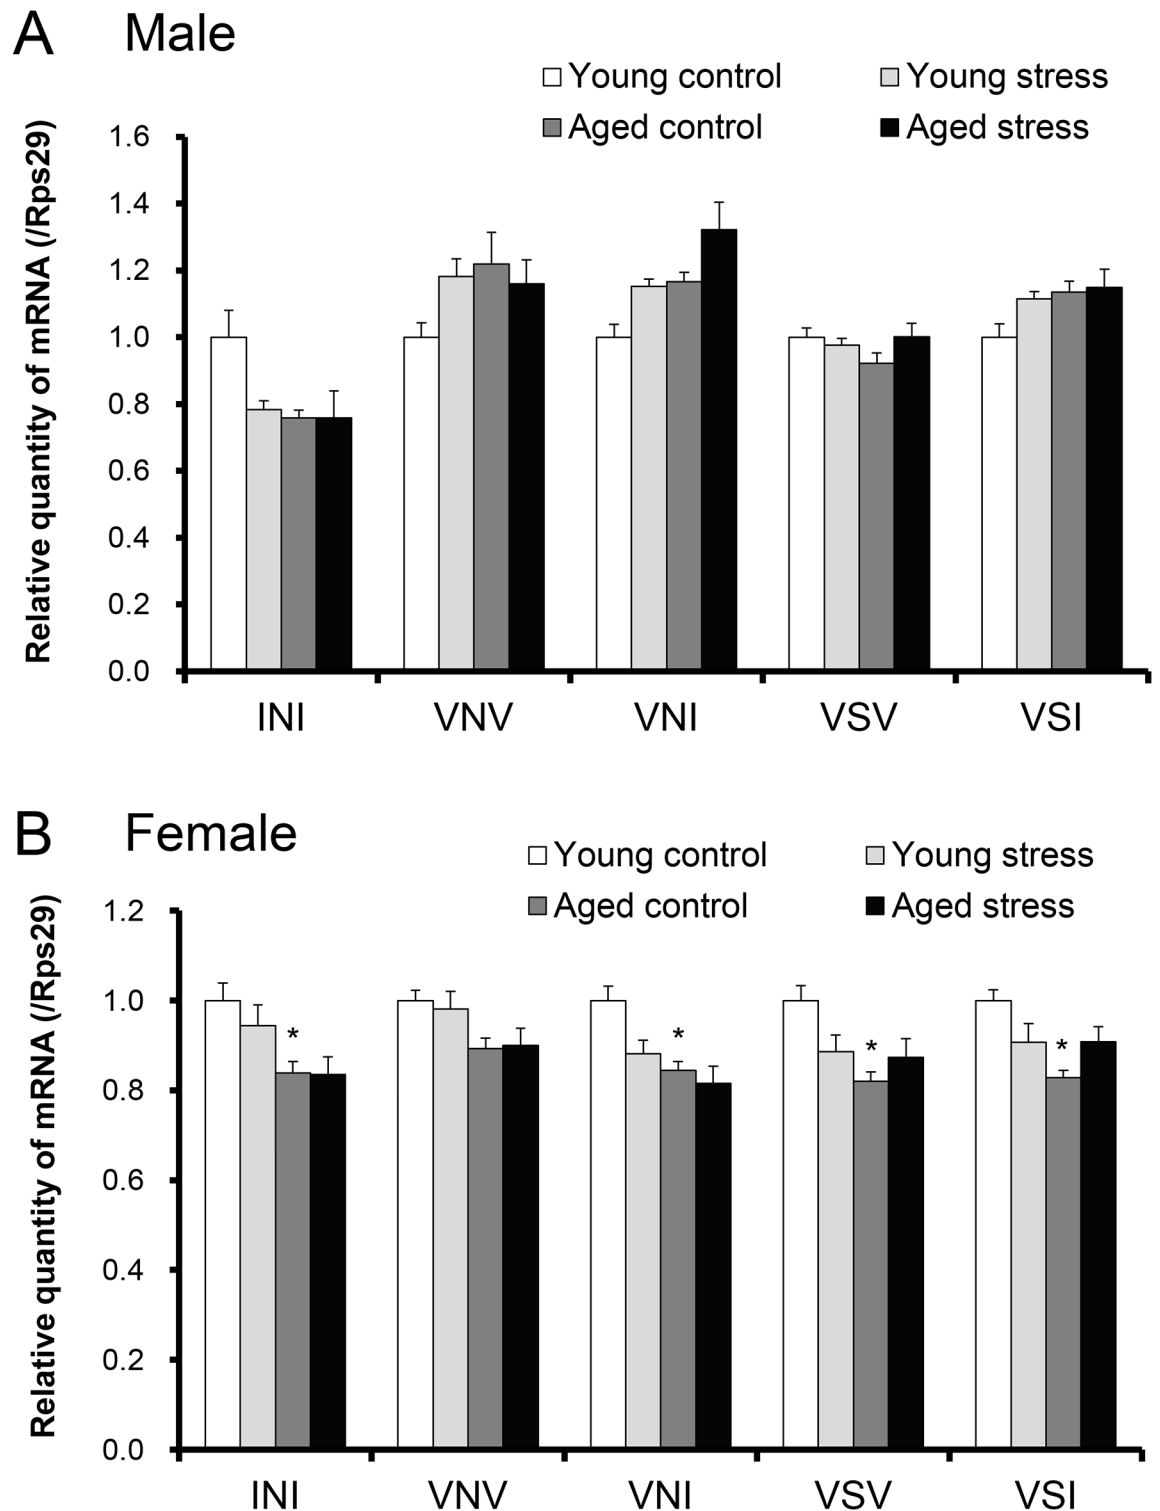 A Male
Young control Young stress
Aged control Aged stress
Relative quantity of mRNA (/Rps29)
1.6
1.4
1.2
1.0
0.8
0.6
0.4
0.2
0.0
INI VNV VNI VSV VSI
B Female
Young control Young stress
Aged control Aged stress
Relative quantity of mRNA (/Rps29)
1.2
1.0
* * * *
0.8
0.6
0.4
0.2
0.0
INI VNV VNI VSV VSI